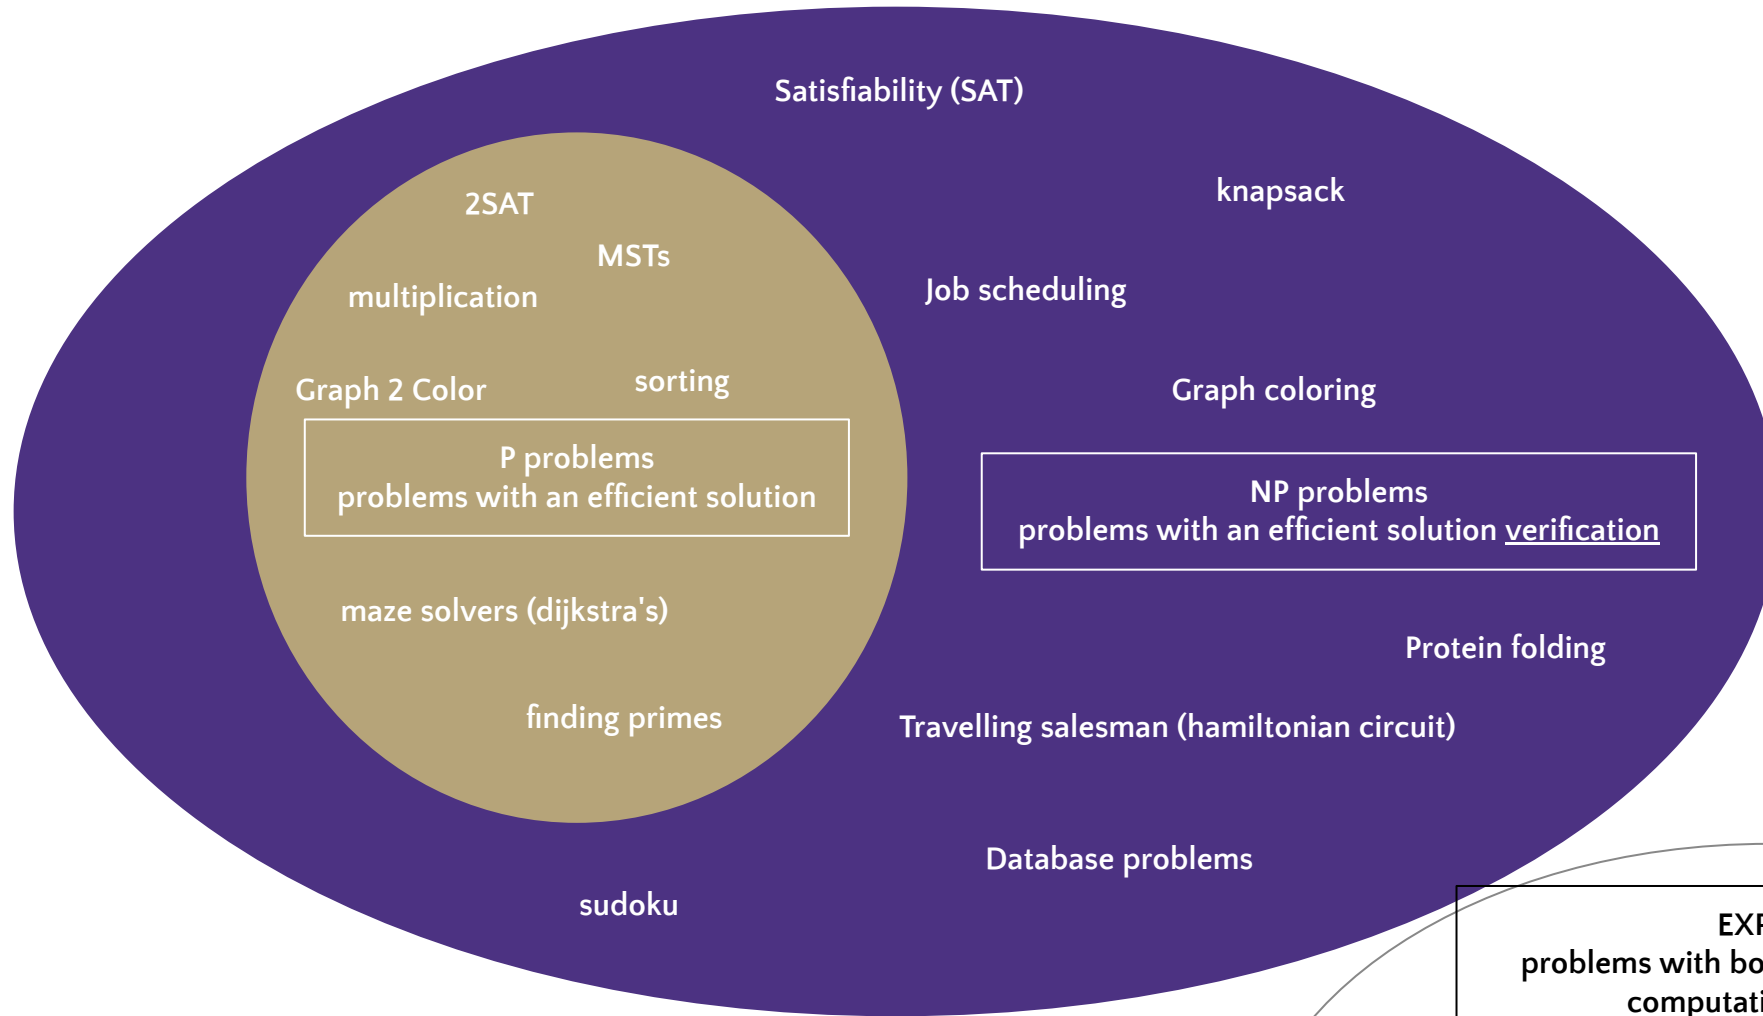 Satisfiability (SAT)
knapsack
2SAT
MSTs
multiplication
Job scheduling
Graph 2 Color
sorting
Graph coloring
P problems
problems with an efficient solution
NP problems
problems with an efficient solution verification
maze solvers (dijkstra's)
Protein folding
finding primes
Travelling salesman (hamiltonian circuit)
Database problems
sudoku
problems with